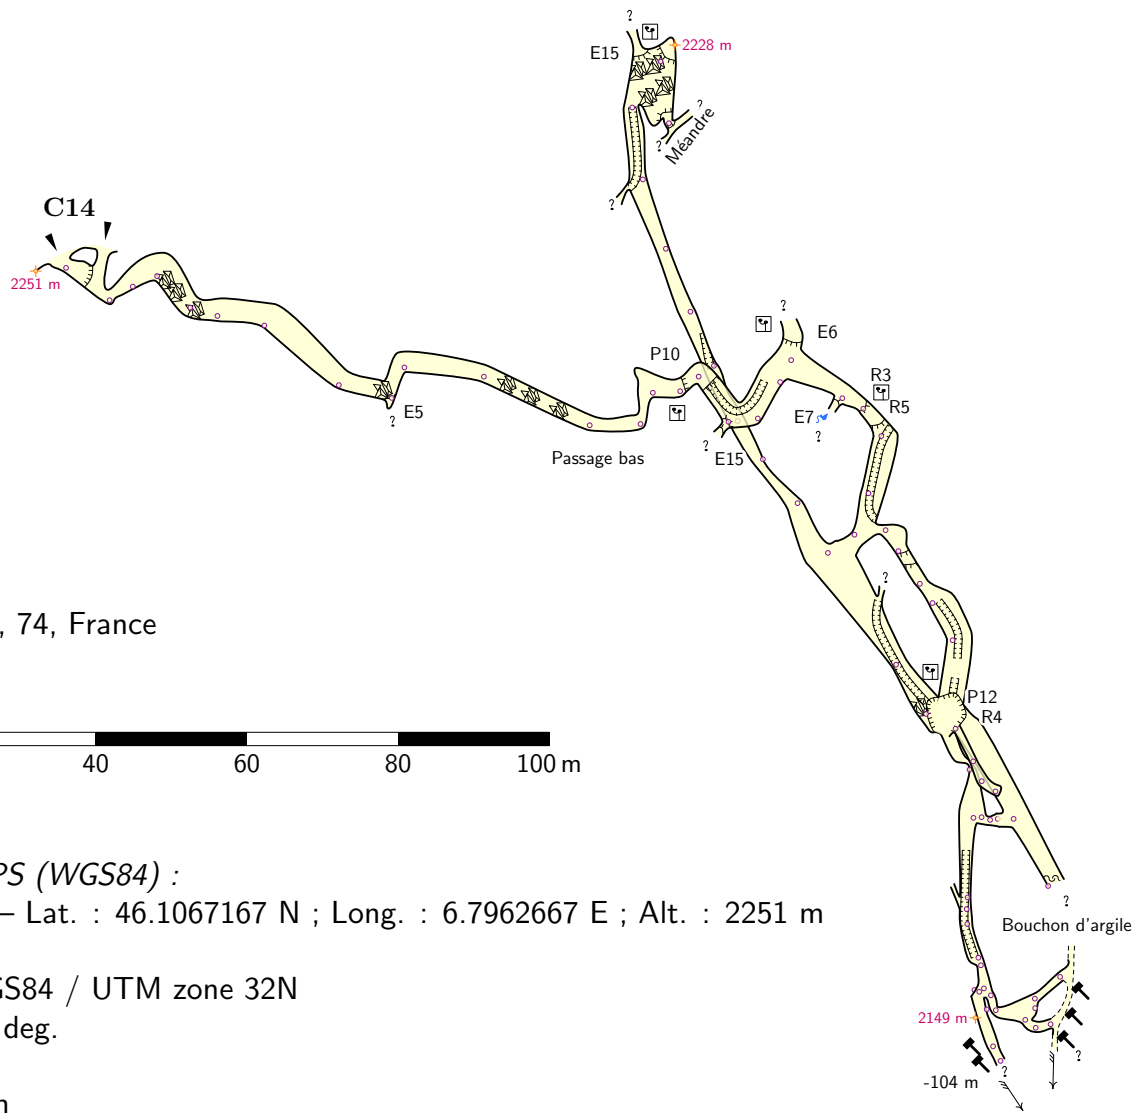 ?
E15
2228 m
?
Méandre
?
?
C14
2251 m
?
E6
P10
R3
R5
E5
?
E7
?
?
E15
Passage bas
?
, 74, France
P12
R4
40 60 80 100 m
PS (WGS84) :
– Lat. : 46.1067167 N ; Long. : 6.7962667 E ; Alt. : 2251 m
?
Bouchon d'argile
GS84 / UTM zone 32N
2149 m
deg.
?
?
-104 m